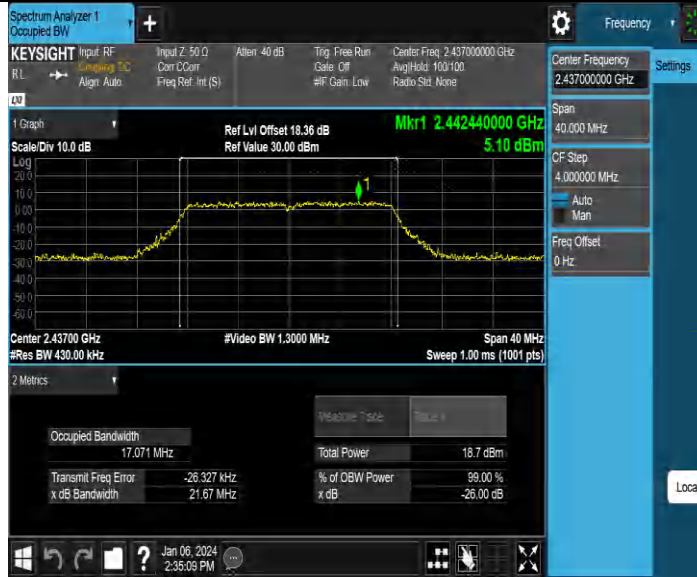 Spectrum Analyzer 1
Occupied BW
Frequency
KEYSIGHT
RL
Input: RF
Coupling: DC
Align: Auto
Input Z: 50 Ω
Corr CCorr
Freq Ref: Int (S)
Atten: 40 dB
Trig: Free Run
Gate: Off
#IF Gain: Low
Center Freq: 2.437000000 GHz
Avg|Hold: 100/100
Radio Std: None
Center Frequency
2.437000000 GHz
Settings
Span
40.000 MHz
CF Step
4.000000 MHz
Auto
Man
Freq Offset
0 Hz
Local
1 Graph
Scale/Div 10.0 dB
Ref Lvl Offset 18.36 dB
Ref Value 30.00 dBm
Mkr1 2.442440000 GHz
5.10 dBm
Log
20.0
10.0
0.00
-10.0
-20.0
-30.0
-40.0
-50.0
-60.0
1
Center 2.43700 GHz
#Res BW 430.00 kHz
#Video BW 1.3000 MHz
Span 40 MHz
Sweep 1.00 ms (1001 pts)
2 Metrics
Measure Trace
Trace 1
Occupied Bandwidth
17.071 MHz
Total Power
18.7 dBm
Transmit Freq Error
-26.327 kHz
% of OBW Power
99.00 %
x dB Bandwidth
21.67 MHz
x dB
-26.00 dB
?
Jan 06, 2024
2:35:09 PM